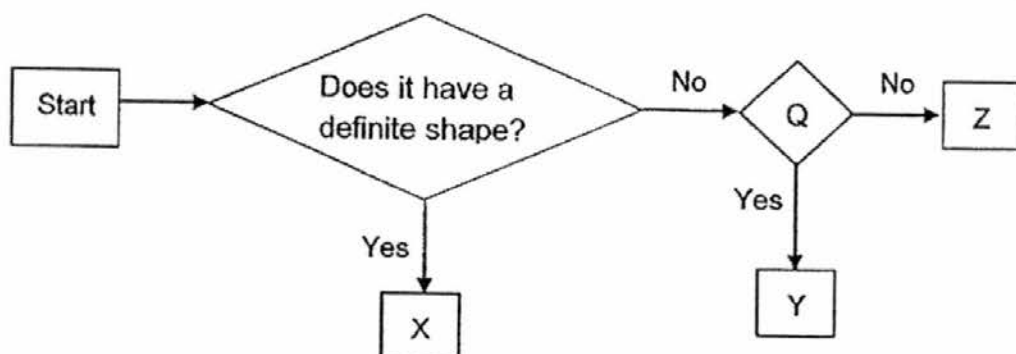 Start
Does it have a
definite shape?
No
Q
No
Z
Yes
Yes
X
Y